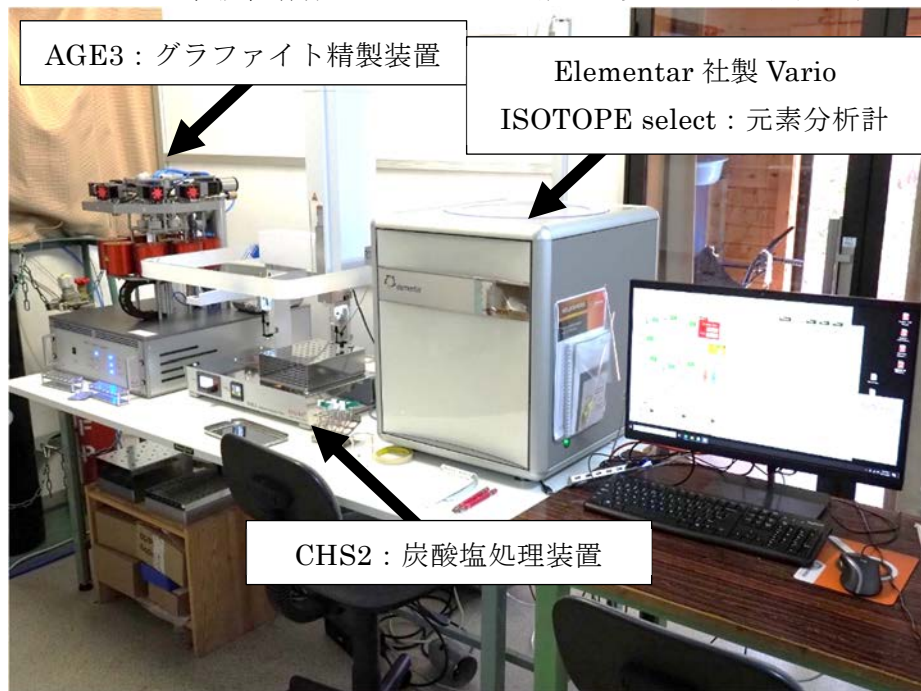 AGE3：グラファイト精製装置
Elementar 社製 Vario
ISOTOPE select：元素分析計
elementar
CHS2：炭酸塩処理装置